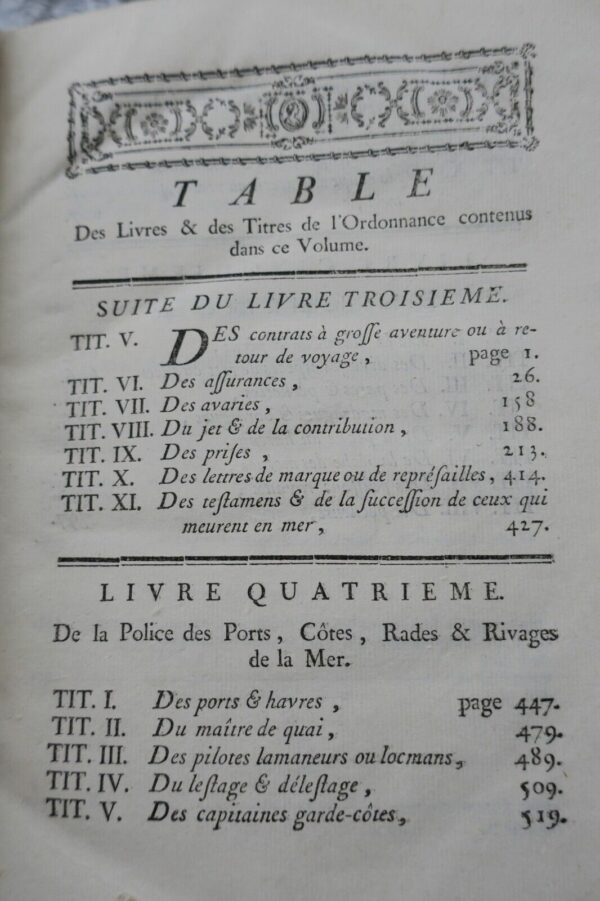 TABLE
Des Livres & des Titres de l'Ordonnance contenus
dans ce Volume.
SUITE DU LIVRE TROISIEME.
TIT. V. DES contrats à grosse aventure ou à re-
tour de voyage, page 1.
TIT. VI. Des assurances, 26.
TIT. VII. Des avaries, 158
TIT. VIII. Du jet & de la contribution, 188.
TIT. IX. Des prises, 213.
TIT. X. Des lettres de marque ou de représailles, 414.
TIT. XI. Des testamens & de la succession de ceux qui
meurent en mer, 427.
LIVRE QUATRIEME.
De la Police des Ports, Côtes, Rades & Rivages
de la Mer.
TIT. I. Des ports & havres, page 447.
TIT. II. Du maître de quai, 479.
TIT. III. Des pilotes lamaneurs ou locmans, 489.
TIT. IV. Du lestage & délestage, 509.
TIT. V. Des capitaines garde-côtes, 519.